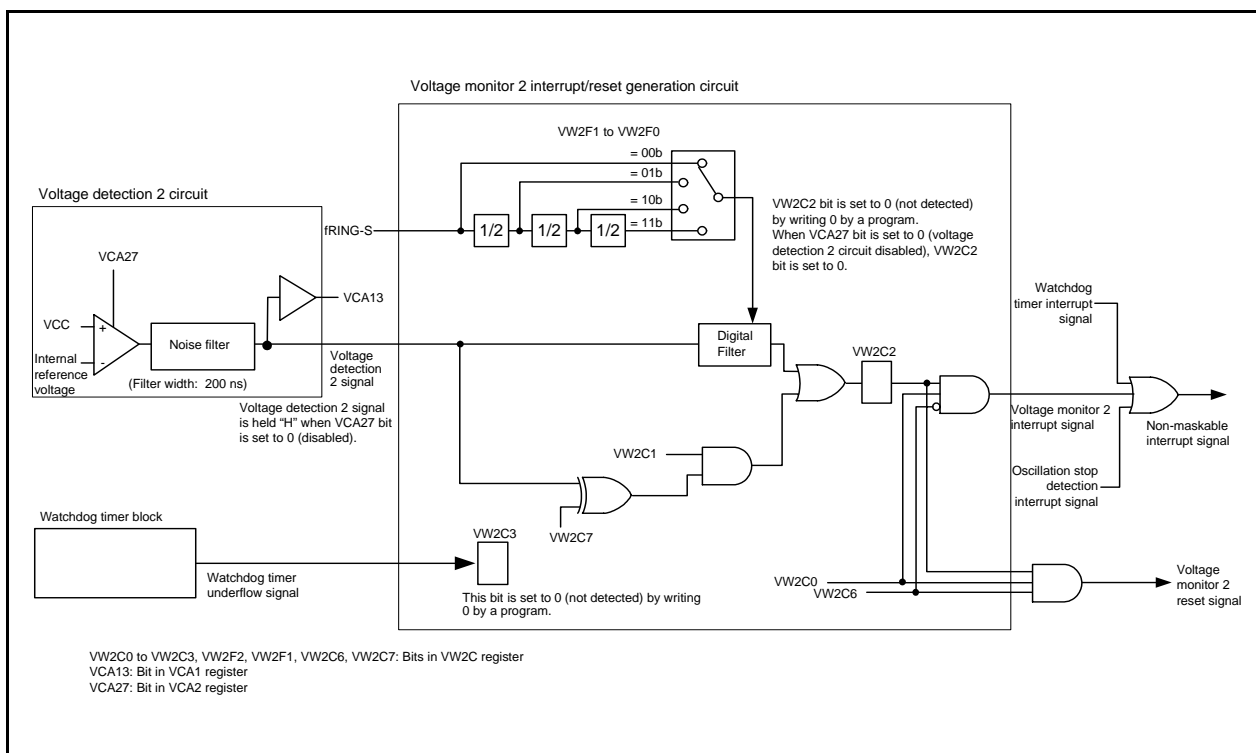 Voltage monitor 2 interrupt/reset generation circuit
VW2F1 to VW2F0
= 00b
= 01b
= 10b
= 11b
fRING-S
1/2
1/2
1/2
VW2C2 bit is set to 0 (not detected)
by writing 0 by a program.
When VCA27 bit is set to 0 (voltage
detection 2 circuit disabled), VW2C2
bit is set to 0.
Voltage detection 2 circuit
VCA27
VCA13
VCC
+
Internal
reference
voltage
-
Noise filter
(Filter width: 200 ns)
Voltage
detection
2 signal
Voltage detection 2 signal
is held “H” when VCA27 bit
is set to 0 (disabled).
Digital
Filter
VW2C2
Watchdog
timer interrupt
signal
Voltage monitor 2
interrupt signal
Non-maskable
interrupt signal
Oscillation stop
detection
interrupt signal
VW2C1
VW2C7
Watchdog timer block
Watchdog timer
underflow signal
VW2C3
This bit is set to 0 (not detected) by writing
0 by a program.
VW2C0
VW2C6
Voltage
monitor 2
reset signal
VW2C0 to VW2C3, VW2F2, VW2F1, VW2C6, VW2C7: Bits in VW2C register
VCA13: Bit in VCA1 register
VCA27: Bit in VCA2 register